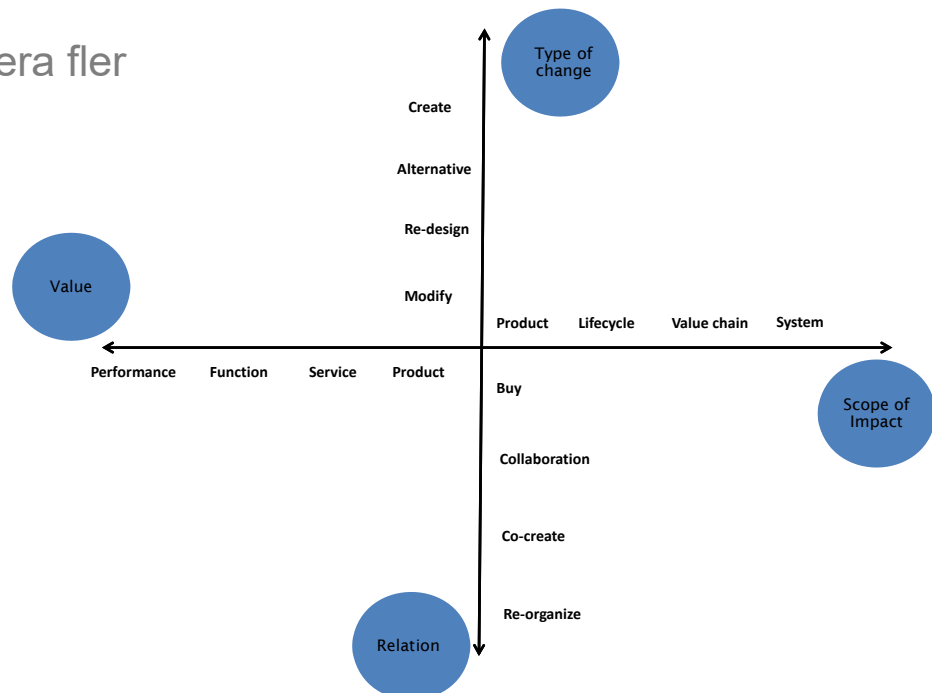 era fler
Type of
change
Create
Alternative
Re-design
Value
Modify
Product Lifecycle Value chain System
Performance Function Service Product
Buy
Scope of
Impact
Collaboration
Co-create
Re-organize
Relation